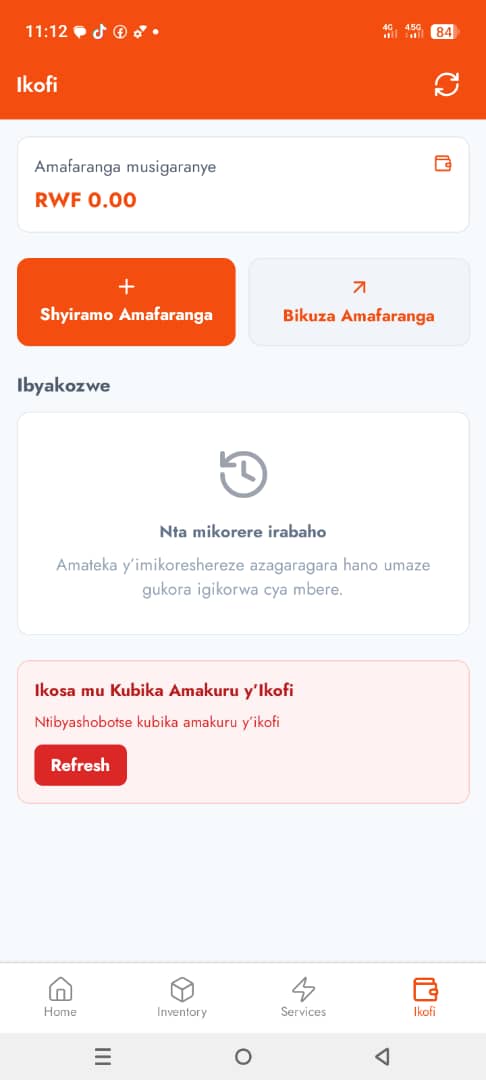 11:12
4G 4.5G 84
Ikofi
Amafaranga musigaranye
RWF 0.00
Shyiramo Amafaranga
Bikuza Amafaranga
Ibyakozwe
Nta mikorere irabaho
Amateka y'imikoreshereze azagaragara hano umaze
gukora igikorwa cya mbere.
Ikosa mu Kubika Amakuru y'Ikofi
Ntibyashobotse kubika amakuru y'ikofi
Refresh
Home
Inventory
Services
Ikofi